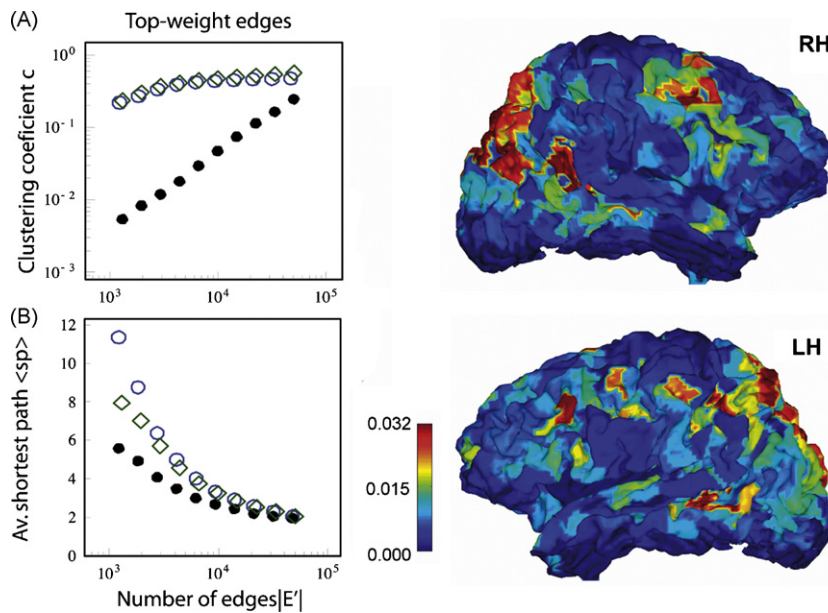 (A)
Top-weight edges
RH
Clustering coeficient c
10^0
10^-1
10^-2
10^-3
10^3
10^4
10^5
(B)
LH
Av. shortest path <sp>
12
10
8
6
4
2
0
10^3
10^4
10^5
Number of edges|E'|
0.032
0.015
0.000